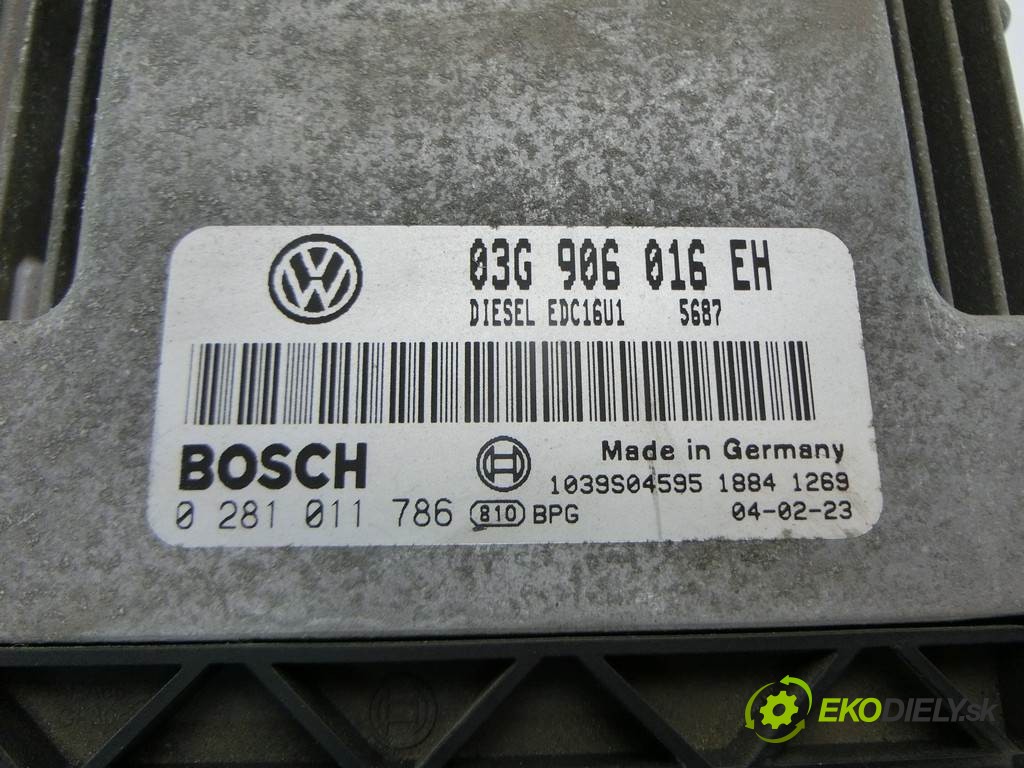 03G 906 016 EH
DIESEL EDC16U1 5687
BOSCH
Made in Germany
1039S04595 1884 1269
0 281 011 786 810 BPG 04-02-23
EKODIELY.sk